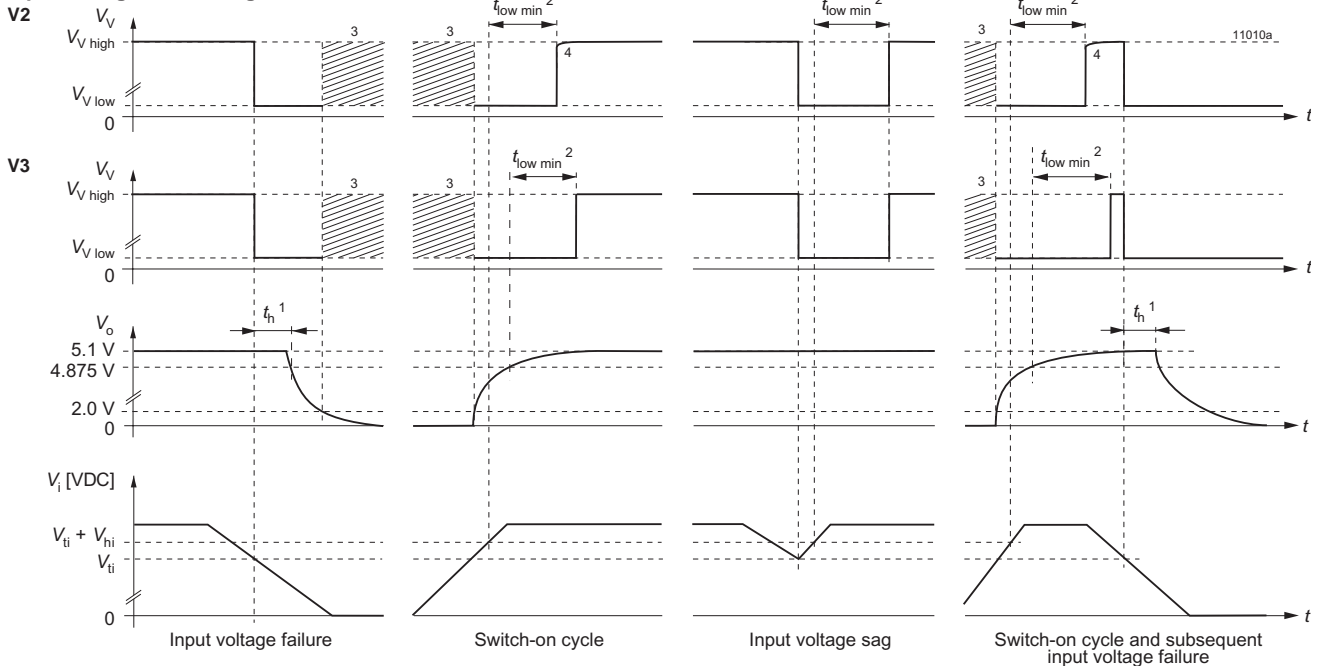 V2
V_V
V_V high
V_V low
0
3
3
t_low min 2
4
t_low min 2
3
t_low min 2
4
11010a
t
V3
V_V
V_V high
V_V low
0
3
3
t_low min 2
3
t_low min 2
t
V_o
5.1 V
4.875 V
2.0 V
0
t_h 1
t_h 1
t
V_i [VDC]
V_ti + V_hi
V_ti
0
t
Input voltage failure
Switch-on cycle
Input voltage sag
Switch-on cycle and subsequent
input voltage failure